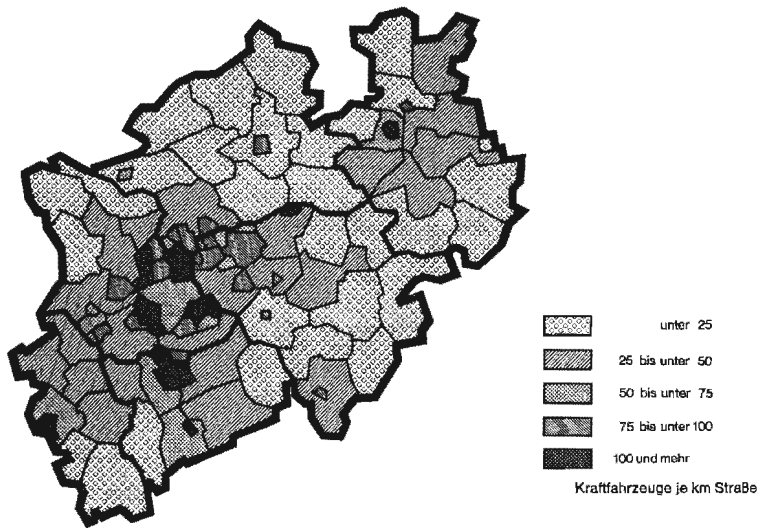 unter 25
25 bis unter 50
50 bis unter 75
75 bis unter 100
100 und mehr
Kraftfahrzeuge je km Straße